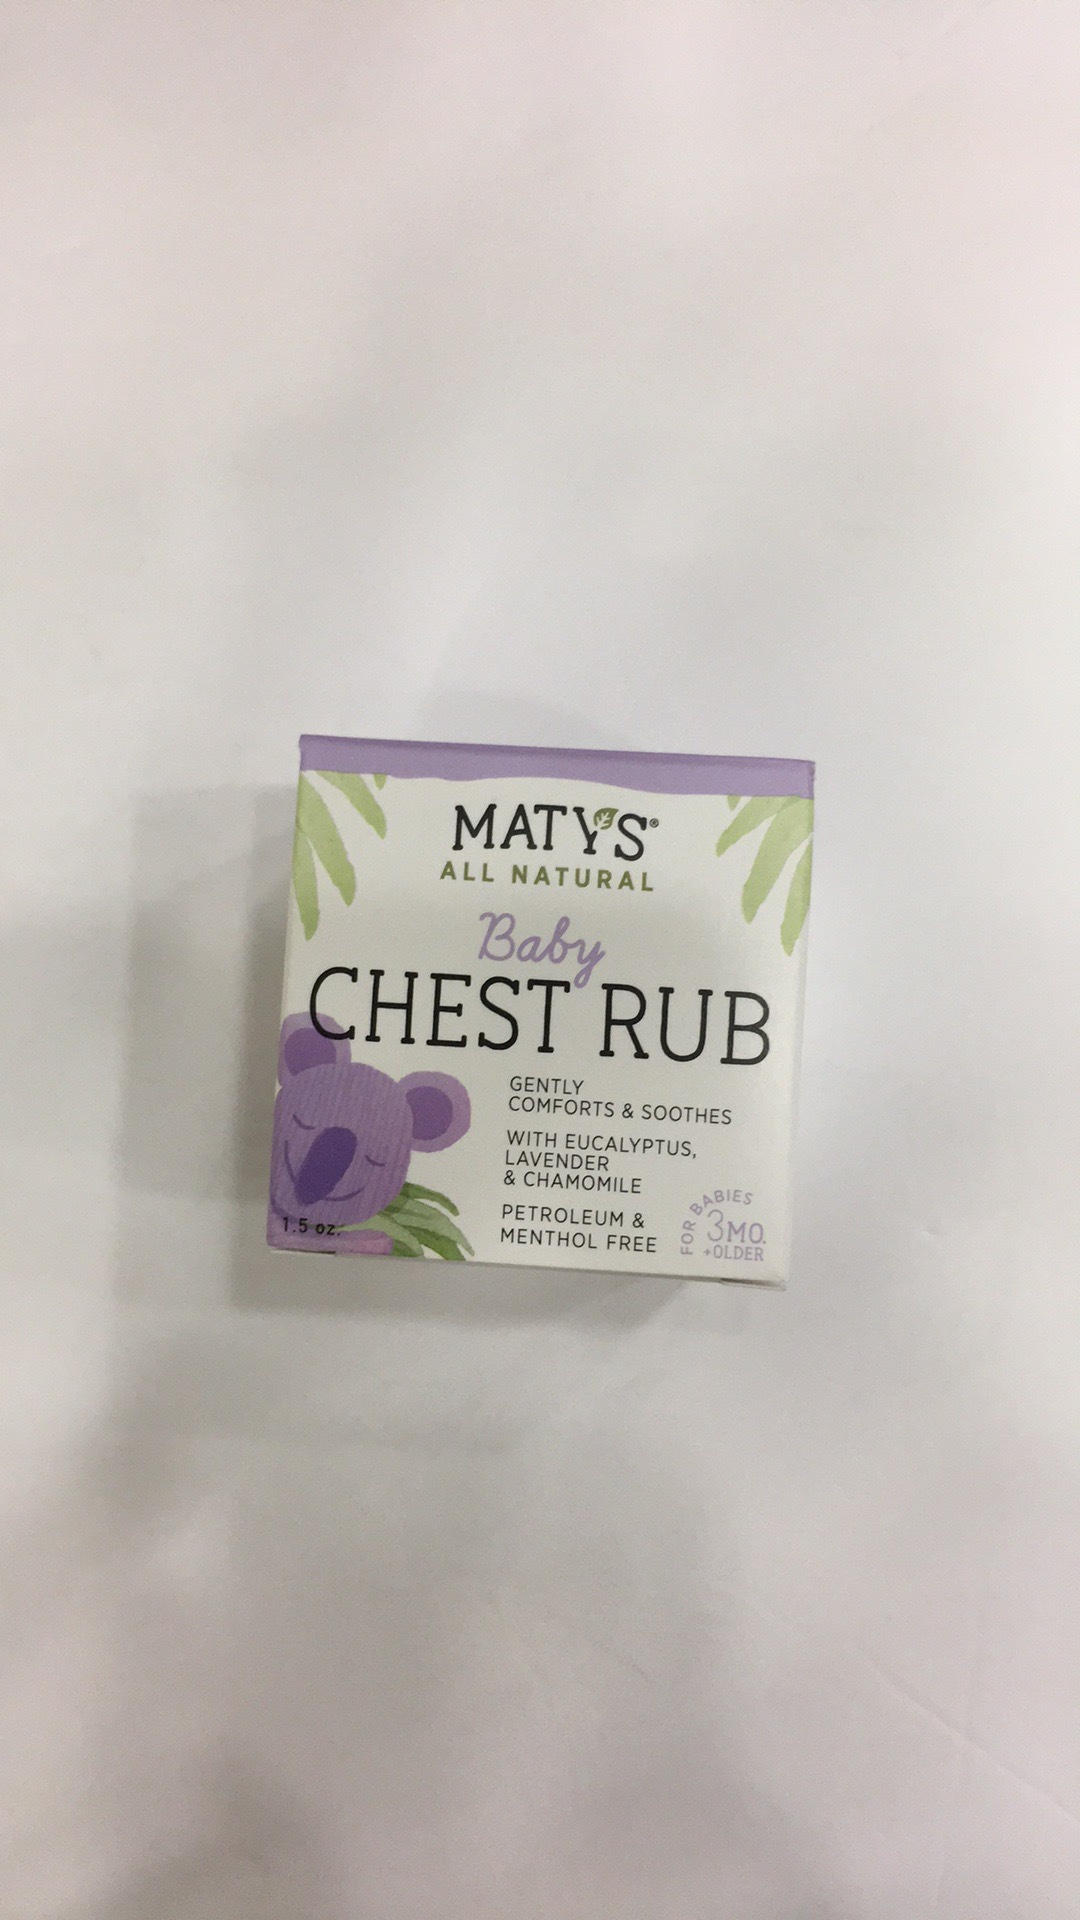 MATYS®
ALL NATURAL
Baby
CHEST RUB
GENTLY
COMFORTS & SOOTHES
WITH EUCALYPTUS,
LAVENDER
& CHAMOMILE
PETROLEUM &
MENTHOL FREE
FOR BABIES
3MO.
+OLDER
1.5 oz.